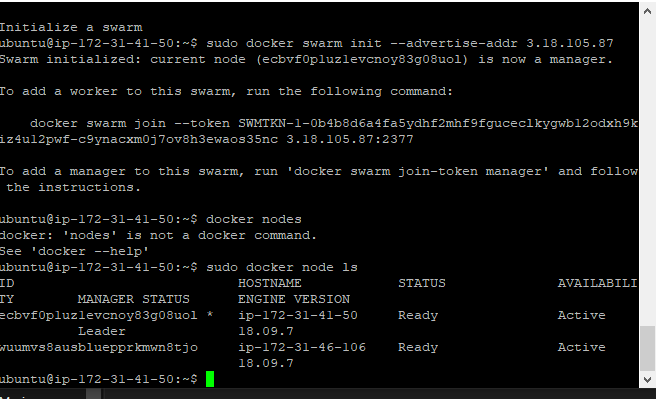 Initialize a swarm
ubuntu@ip-172-31-41-50:~$ sudo docker swarm init --advertise-addr 3.18.105.87
Swarm initialized: current node (ecbvf0pluzlevcnoy83g08uol) is now a manager.
To add a worker to this swarm, run the following command:
docker swarm join --token SWMTKN-1-0b4b8d6a4fa5ydhf2mhf9fguceclkygwb12odxh9k
iz4u12pwf-c9ynacxm0j7ov8h3ewaos35nc 3.18.105.87:2377
To add a manager to this swarm, run 'docker swarm join-token manager' and follow
the instructions.
ubuntu@ip-172-31-41-50:~$ docker nodes
docker: 'nodes' is not a docker command.
See 'docker --help'
ubuntu@ip-172-31-41-50:~$ sudo docker node ls
ID HOSTNAME STATUS AVAILABILI
TY MANAGER STATUS ENGINE VERSION
ecbvf0pluzlevcnoy83g08uol * ip-172-31-41-50 Ready Active
Leader 18.09.7
wuumvs8ausbluepprkmwn8tjo ip-172-31-46-106 Ready Active
18.09.7
ubuntu@ip-172-31-41-50:~$